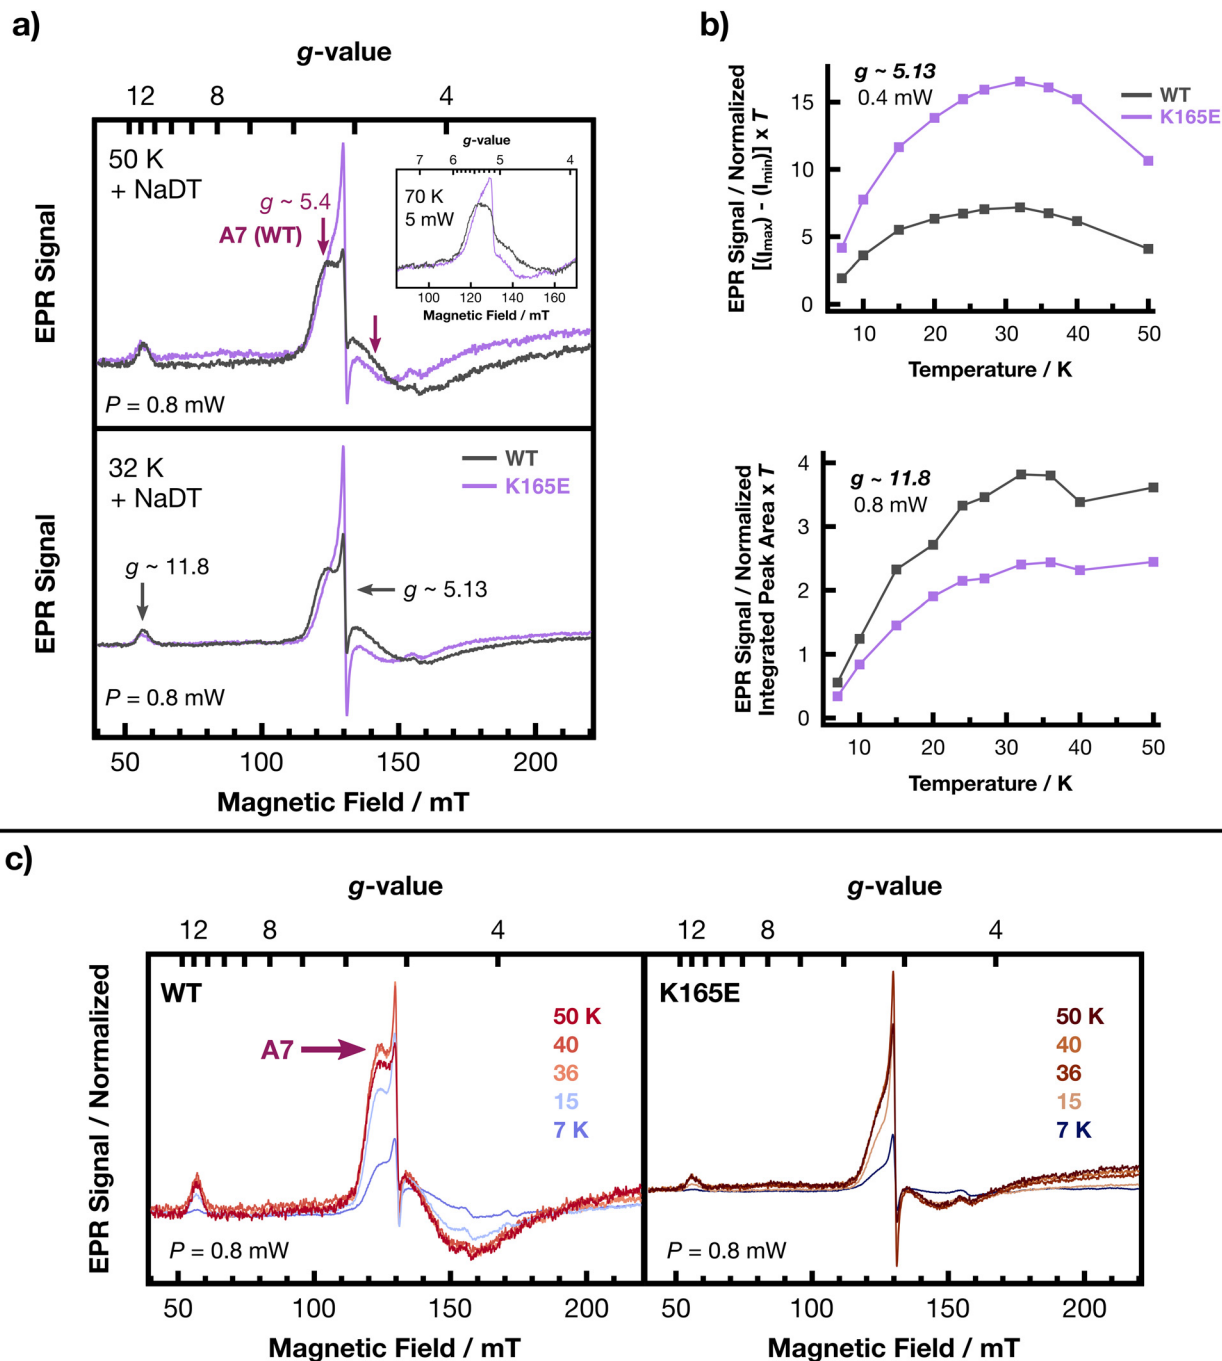 a)
g-value
12 8 4
50 K
+ NaDT
g ~ 5.4
A7 (WT)
g-value
7 6 5 4
70 K
5 mW
100 120 140 160
Magnetic Field / mT
P = 0.8 mW
EPR Signal
32 K
+ NaDT
WT
K165E
g ~ 11.8
g ~ 5.13
P = 0.8 mW
EPR Signal
50 100 150 200
Magnetic Field / mT
b)
EPR Signal / Normalized
[(Imax) - (Imin)] x T
g ~ 5.13
0.4 mW
WT
K165E
15
10
5
0
10 20 30 40 50
Temperature / K
EPR Signal / Normalized
Integrated Peak Area x T
g ~ 11.8
0.8 mW
4
3
2
1
0
10 20 30 40 50
Temperature / K
c)
g-value
12 8 4
EPR Signal / Normalized
WT
A7
50 K
40
36
15
7 K
P = 0.8 mW
50 100 150 200
Magnetic Field / mT
g-value
12 8 4
K165E
50 K
40
36
15
7 K
P = 0.8 mW
50 100 150 200
Magnetic Field / mT